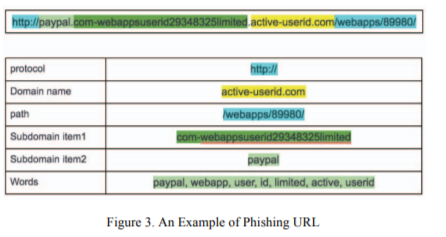 http://paypal.com-webappsuserid29348325limited.active-userid.com/webapps/89980/
protocol http://
Domain name active-userid.com
path /webapps/89980/
Subdomain item1 com-webappsuserid29348325limited
Subdomain item2 paypal
Words paypal, webapp, user, id, limited, active, userid
Figure 3. An Example of Phishing URL